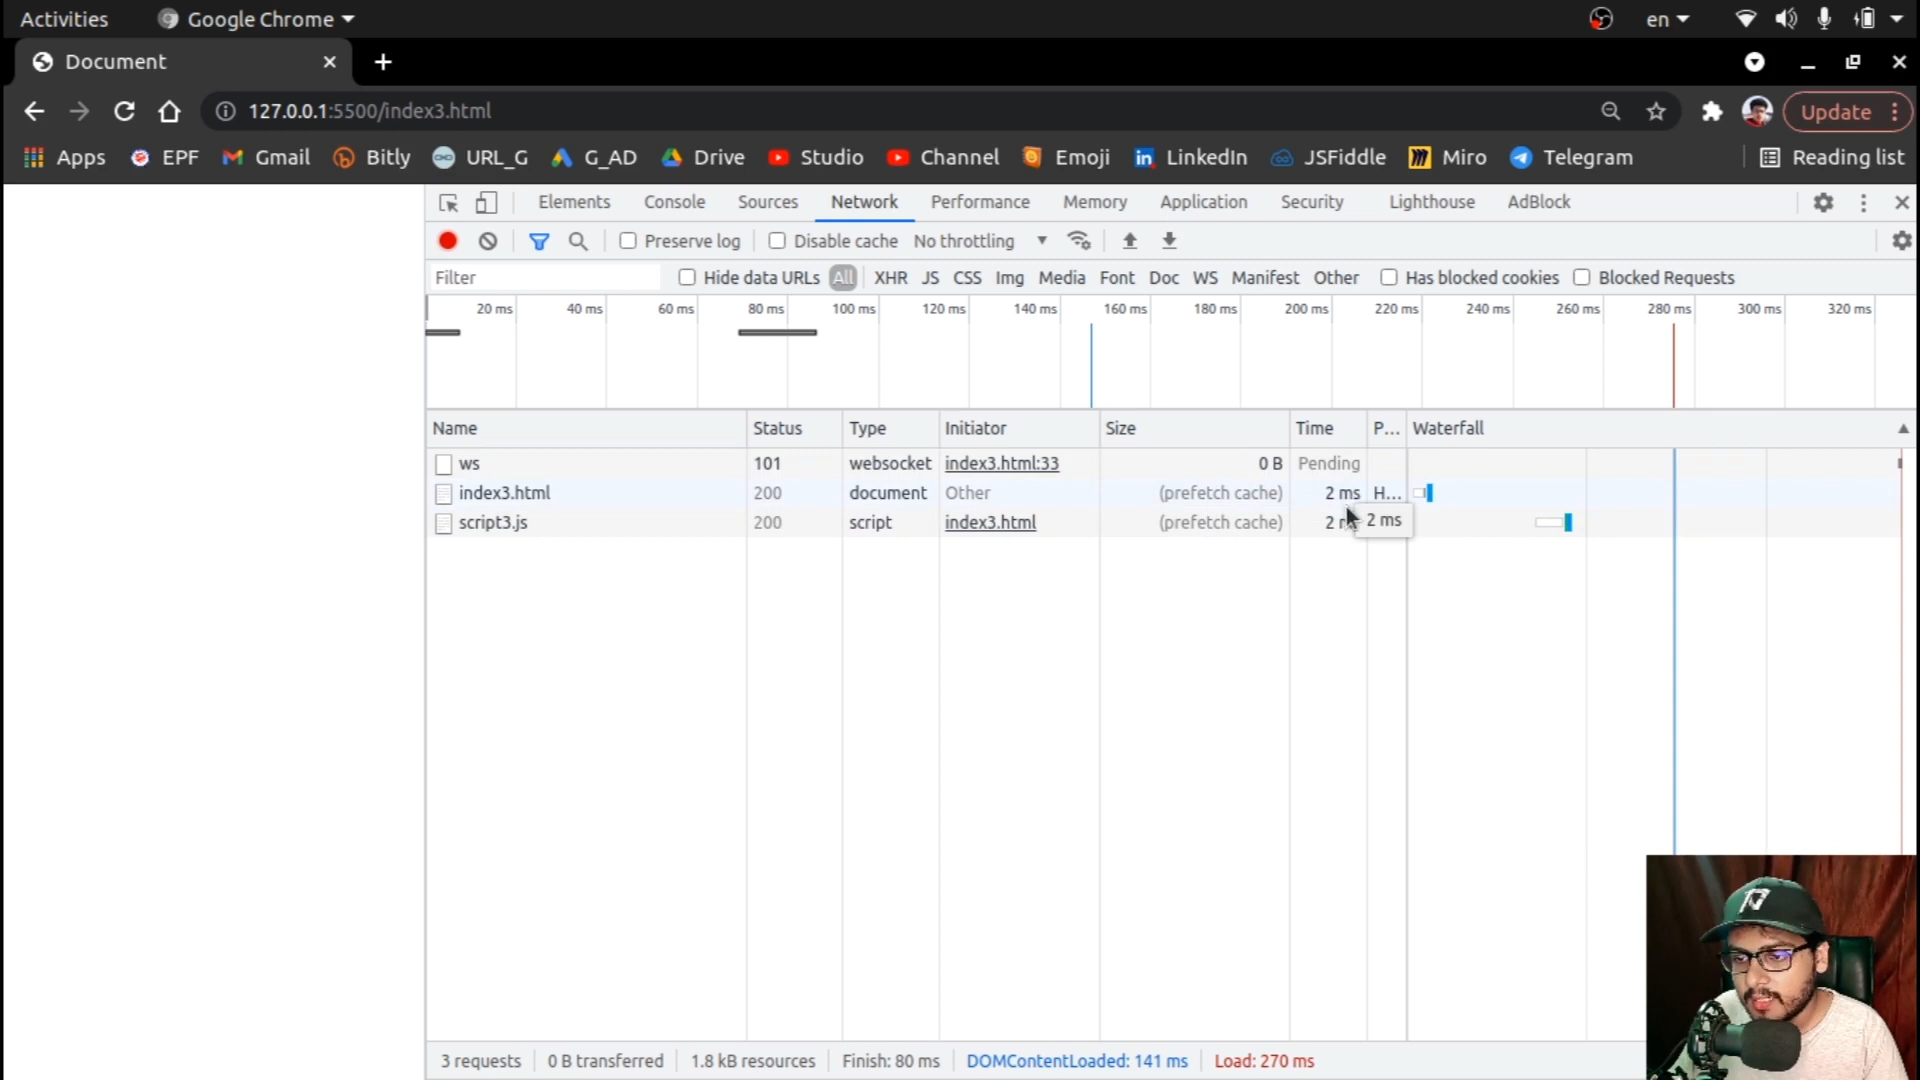 Activities Google Chrome en
Document
127.0.0.1:5500/index3.html Update
Apps EPF Gmail Bitly URL_G G_AD Drive Studio Channel Emoji LinkedIn JSFiddle Miro Telegram Reading list
Elements Console Sources Network Performance Memory Application Security Lighthouse AdBlock
Preserve log Disable cache No throttling
Filter Hide data URLs All XHR JS CSS Img Media Font Doc WS Manifest Other Has blocked cookies Blocked Requests
20 ms 40 ms 60 ms 80 ms 100 ms 120 ms 140 ms 160 ms 180 ms 200 ms 220 ms 240 ms 260 ms 280 ms 300 ms 320 ms
Name Status Type Initiator Size Time P... Waterfall
ws 101 websocket index3.html:33 0 B Pending
index3.html 200 document Other (prefetch cache) 2 ms H...
script3.js 200 script index3.html (prefetch cache) 2
2 ms
3 requests 0 B transferred 1.8 kB resources Finish: 80 ms DOMContentLoaded: 141 ms Load: 270 ms